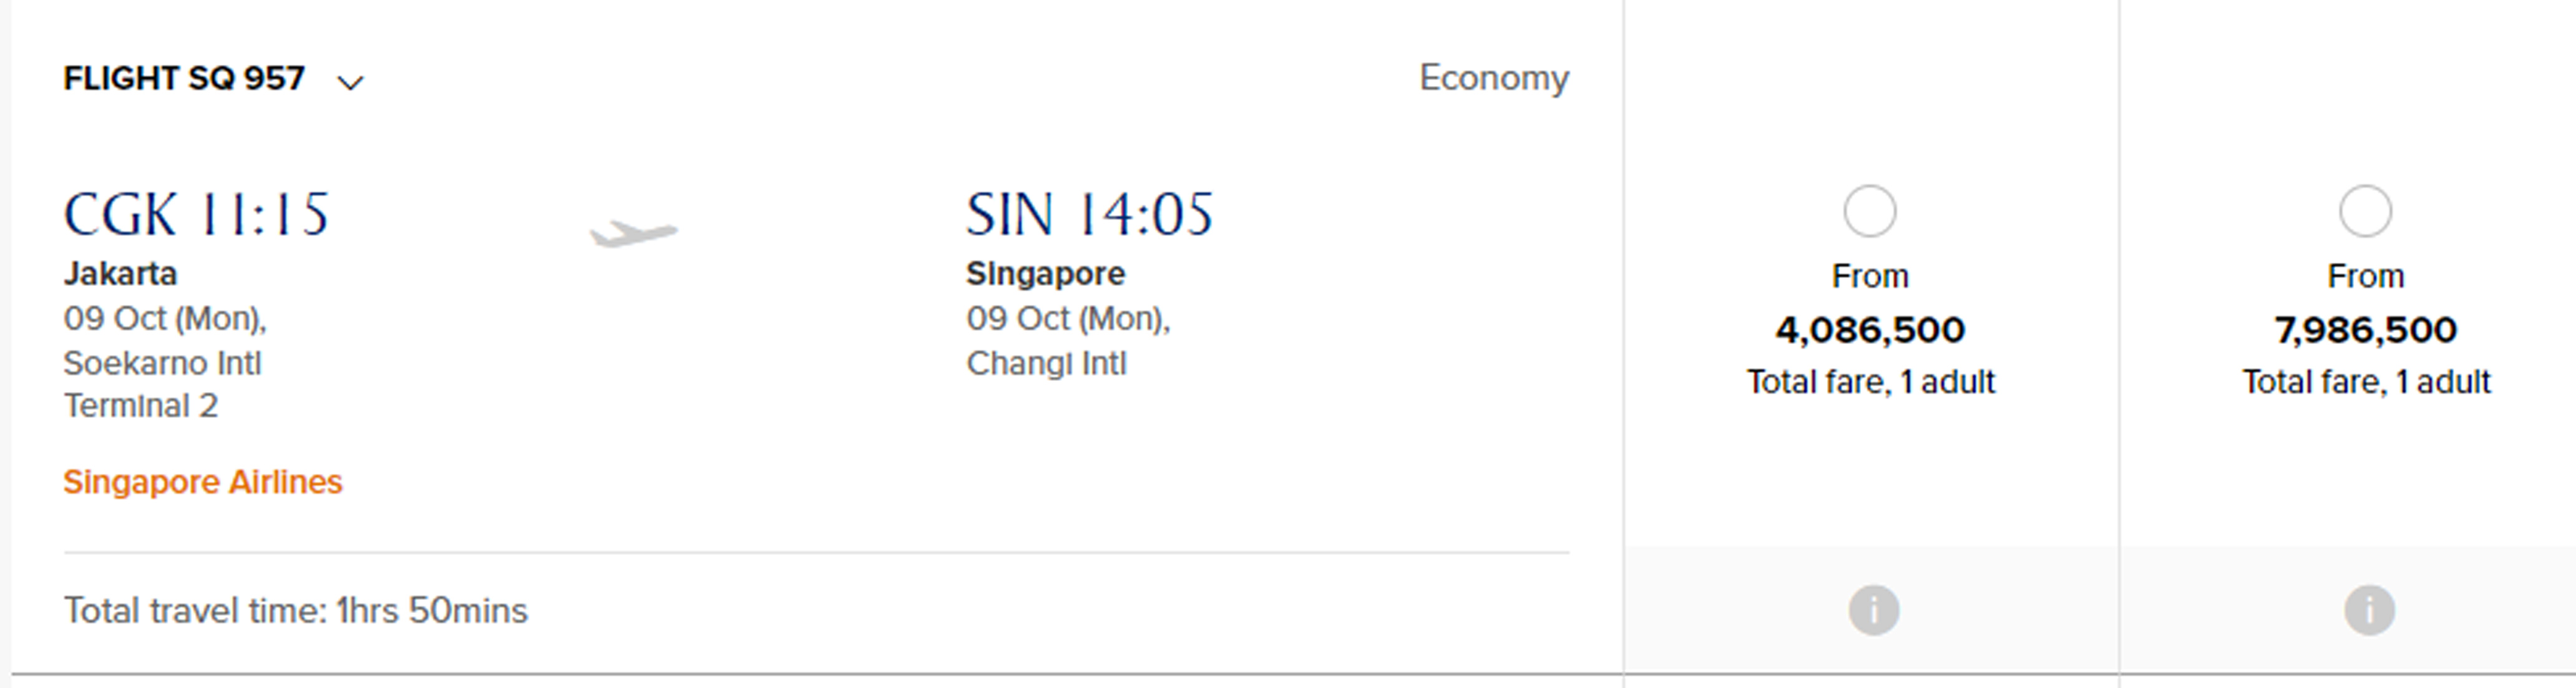 FLIGHT SQ 957
Economy
CGK 11:15
SIN 14:05
Jakarta
Singapore
09 Oct (Mon),
09 Oct (Mon),
Soekarno Intl
Changi Intl
Terminal 2
Singapore Airlines
Total travel time: 1hrs 50mins
From
4,086,500
Total fare, 1 adult
i
From
7,986,500
Total fare, 1 adult
i